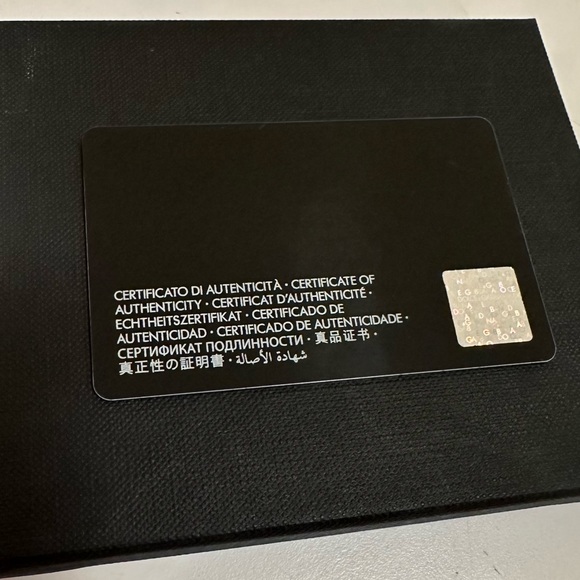 CERTIFICATO DI AUTENTICITÀ · CERTIFICATE OF
AUTHENTICITY · CERTIFICAT D'AUTHENTICITÉ ·
ECHTHEITSZERTIFIKAT · CERTIFICADO DE
AUTENTICIDAD · CERTIFICADO DE AUTENTICIDADE ·
СЕРТИФИКАТ ПОДЛИННОСТИ · 真品证书 ·
真正性の証明書 · شهادة الأصالة